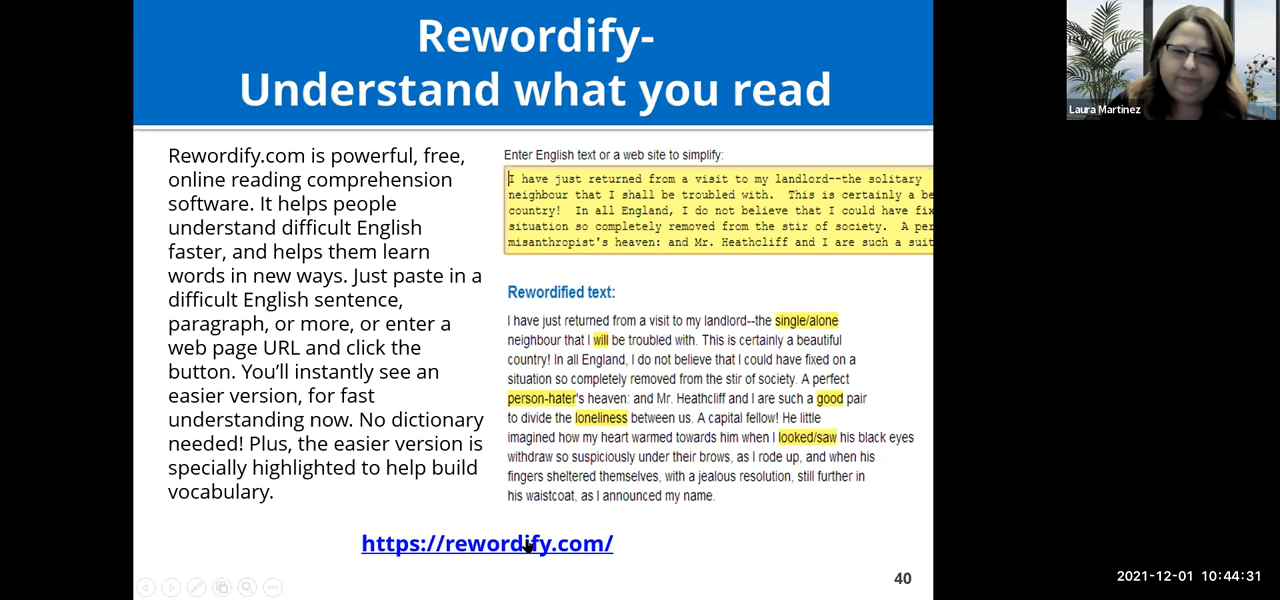 Rewordify-
Understand what you read
Rewordify.com is powerful, free,
online reading comprehension
software. It helps people
understand difficult English
faster, and helps them learn
words in new ways. Just paste in a
difficult English sentence,
paragraph, or more, or enter a
web page URL and click the
button. You’ll instantly see an
easier version, for fast
understanding now. No dictionary
needed! Plus, the easier version is
specially highlighted to help build
vocabulary.
Enter English text or a web site to simplify:
I have just returned from a visit to my landlord--the solitary
neighbour that I shall be troubled with.  This is certainly a be
country!  In all England, I do not believe that I could have fix
situation so completely removed from the stir of society.  A per
misanthropist's heaven: and Mr. Heathcliff and I are such a suit
Rewordified text:
I have just returned from a visit to my landlord--the single/alone
neighbour that I will be troubled with. This is certainly a beautiful
country! In all England, I do not believe that I could have fixed on a
situation so completely removed from the stir of society. A perfect
person-hater's heaven: and Mr. Heathcliff and I are such a good pair
to divide the loneliness between us. A capital fellow! He little
imagined how my heart warmed towards him when I looked/saw his black eyes
withdraw so suspiciously under their brows, as I rode up, and when his
fingers sheltered themselves, with a jealous resolution, still further in
his waistcoat, as I announced my name.
https://rewordify.com/
40
Laura Martinez
2021-12-01 10:44:31